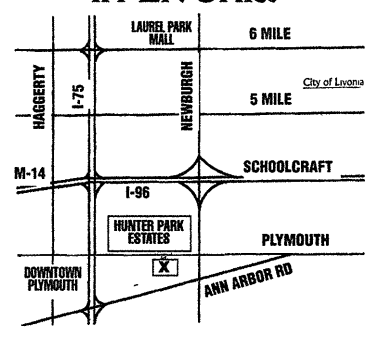 LAUREL PARK
MALL
6 MILE
HAGGERTY
I-75
NEWBURGH
City of Livonia
5 MILE
M-14
SCHOOLCRAFT
I-96
HUNTER PARK
ESTATES
PLYMOUTH
X
DOWNTOWN
PLYMOUTH
ANN ARBOR RD